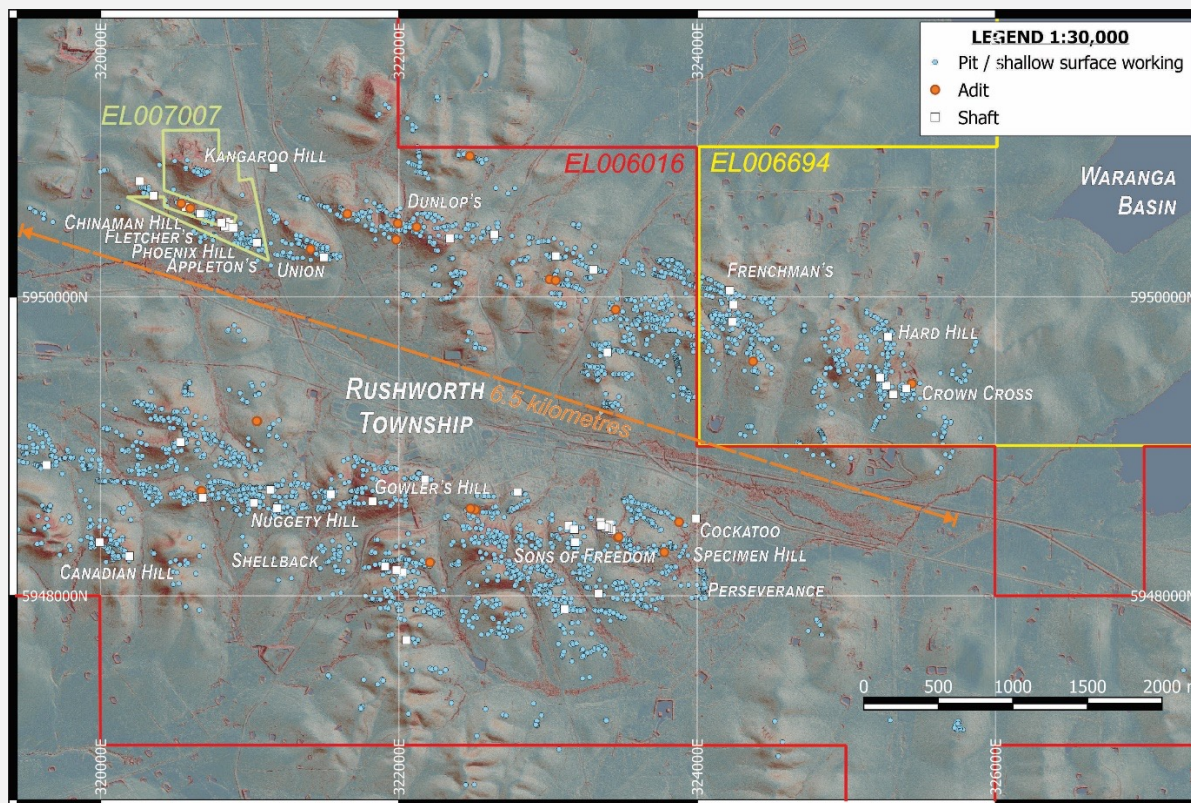 320000E
322000E
324000E
LEGEND 1:30,000
Pit / shallow surface working
Adit
Shaft
EL007007
KANGAROO HILL
EL006016
EL006694
WARANGA
BASIN
DUNLOP'S
CHINAMAN HILL
FLETCHER'S
PHOENIX HILL
APPLETON'S
UNION
FRENCHMAN'S
5950000N
5950000N
HARD HILL
RUSHWORTH
TOWNSHIP
6.5 kilometres
CROWN CROSS
GOWLER'S HILL
NUGGETY HILL
COCKATOO
SHELLBACK
SONS OF FREEDOM
SPECIMEN HILL
CANADIAN HILL
PERSEVERANCE
5948000N
5948000N
0 500 1000 1500 2000 m
320000E
322000E
324000E
326000E